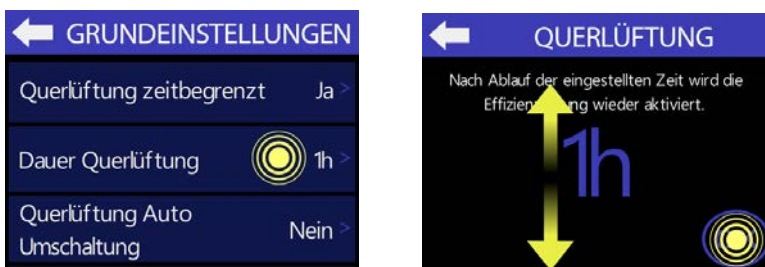 GRUNDEINSTELLUNGEN
Querlüftung zeitbegrenzt Ja >
Dauer Querlüftung 1h >
Querlüftung Auto
Umschaltung Nein >
QUERLÜFTUNG
Nach Ablauf der eingestellten Zeit wird die
wieder aktiviert.
1h